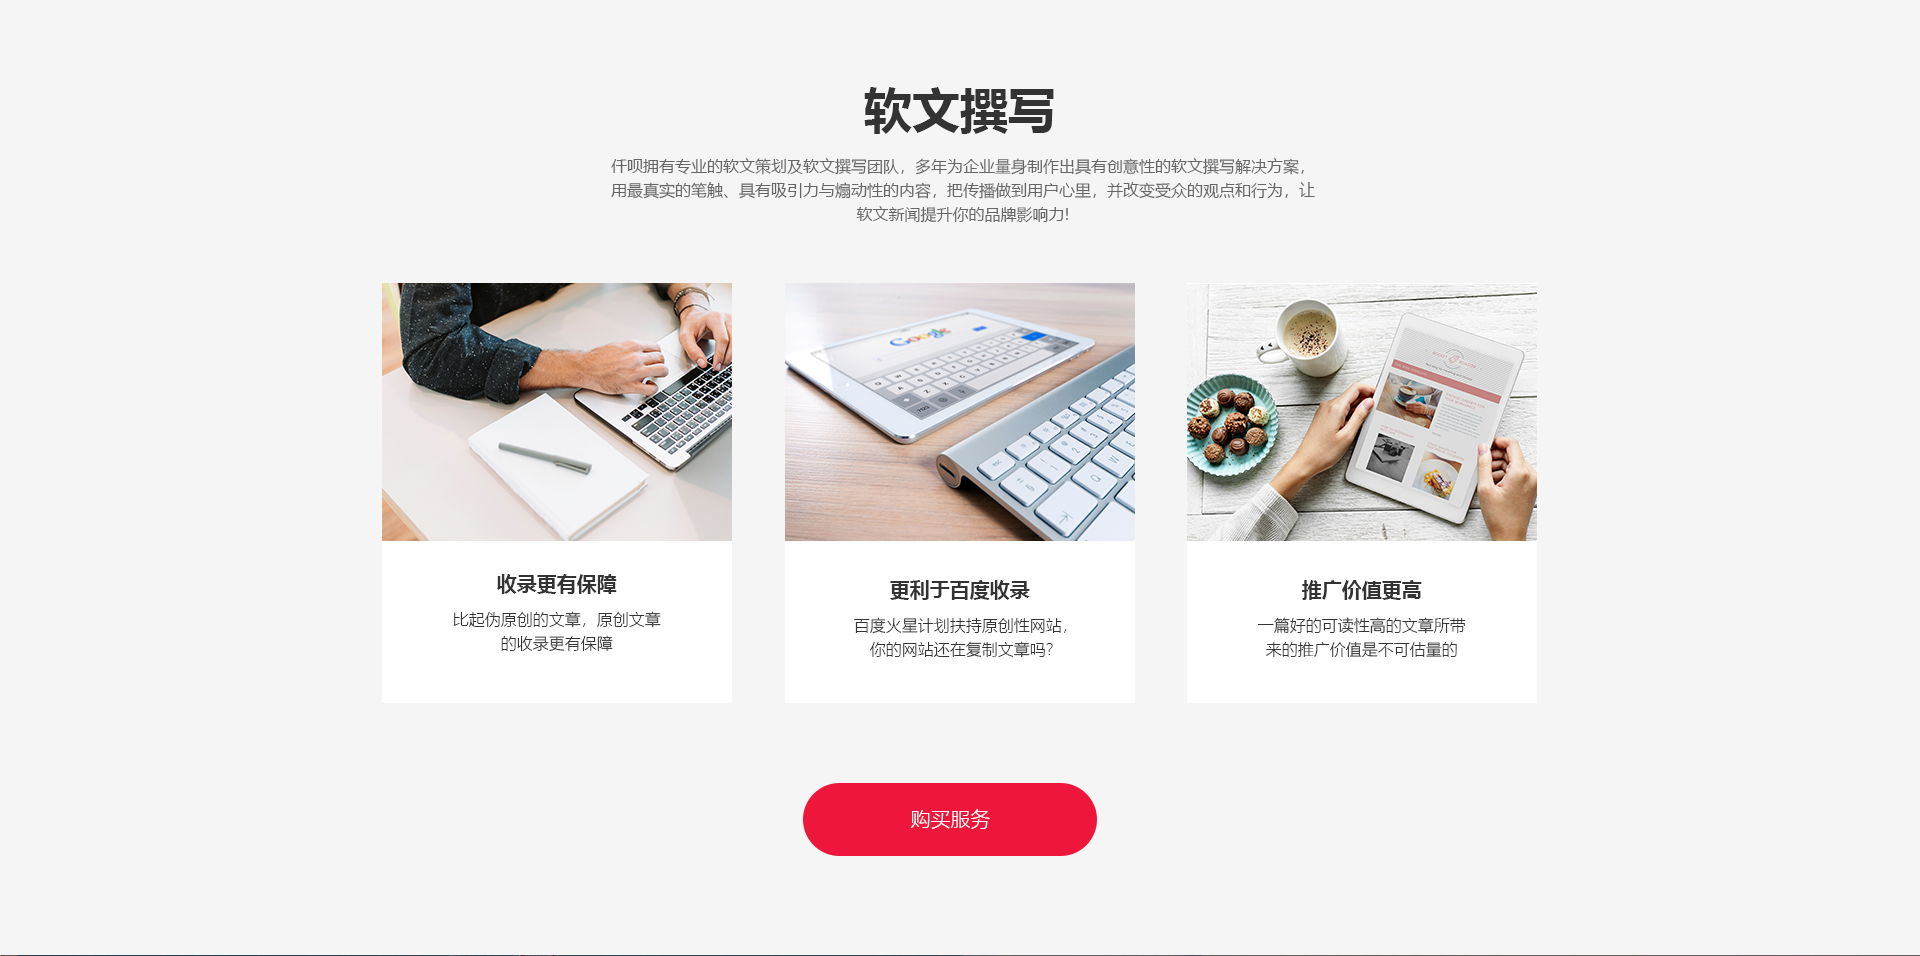 软文撰写
仟呗拥有专业的软文策划及软文撰写团队，多年为企业量身制作出具有创意性的软文撰写解决方案，
用最真实的笔触、具有吸引力与煽动性的内容，把传播做到用户心里，并改变受众的观点和行为，让
软文新闻提升你的品牌影响力!
Google
收录更有保障
比起伪原创的文章，原创文章
的收录更有保障
更利于百度收录
百度火星计划扶持原创性网站，
你的网站还在复制文章吗?
推广价值更高
一篇好的可读性高的文章所带
来的推广价值是不可估量的
购买服务